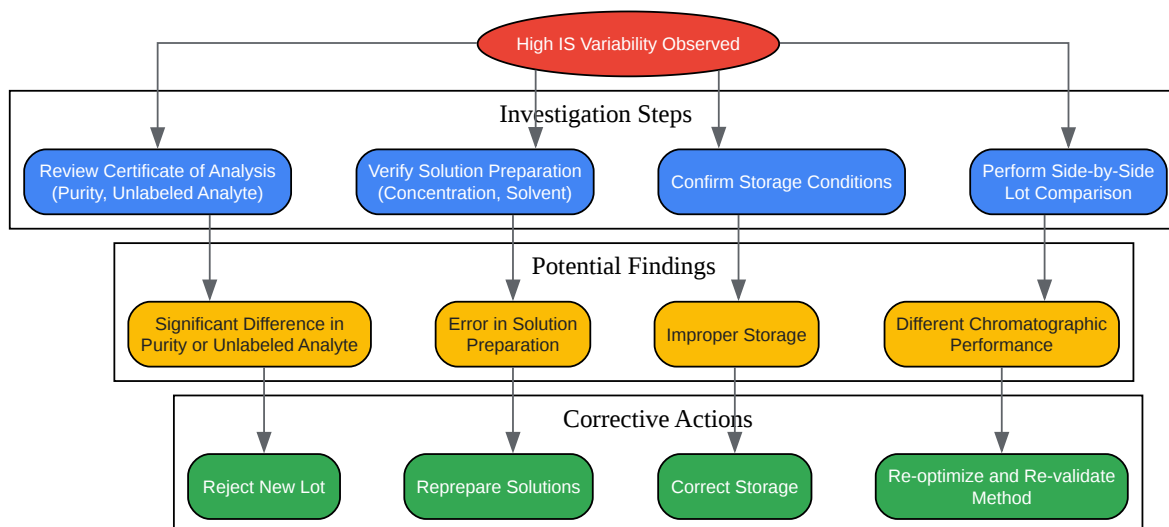 High IS Variability Observed
Investigation Steps
Review Certificate of Analysis
(Purity, Unlabeled Analyte)
Verify Solution Preparation
(Concentration, Solvent)
Confirm Storage Conditions
Perform Side-by-Side
Lot Comparison
Potential Findings
Significant Difference in
Purity or Unlabeled Analyte
Error in Solution
Preparation
Improper Storage
Different Chromatographic
Performance
Corrective Actions
Reject New Lot
Reprepare Solutions
Correct Storage
Re-optimize and Re-validate
Method